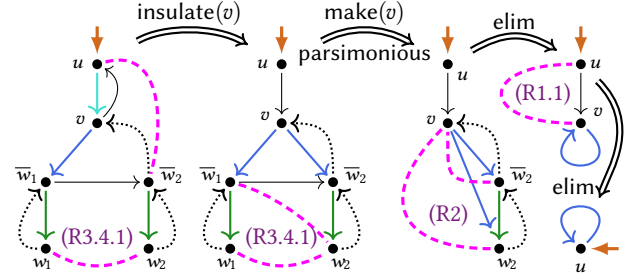 insulate(v)
make(v)
parsimonious
elim
u
v
w̅₁
w̅₂
(R3.4.1)
w₁
w₂
u
v
w̅₁
w̅₂
(R3.4.1)
w₁
w₂
u
v
w̅₂
(R2)
w₂
u
(R1.1)
v
elim
u